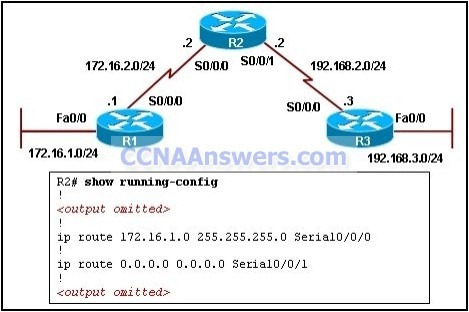 .2
R2
.2
172.16.2.0/24
S0/0.0
S0/0/1
192.168.2.0/24
.1
S0/0.0
S0/0/0
.3
Fa0/0
R1
R3
Fa0/0
172.16.1.0/24
192.168.3.0/24
CCNAAnswers.com
R2# show running-config
!
<output omitted>
!
ip route 172.16.1.0 255.255.255.0 Serial0/0/0
!
ip route 0.0.0.0 0.0.0.0 Serial0/0/1
!
<output omitted>